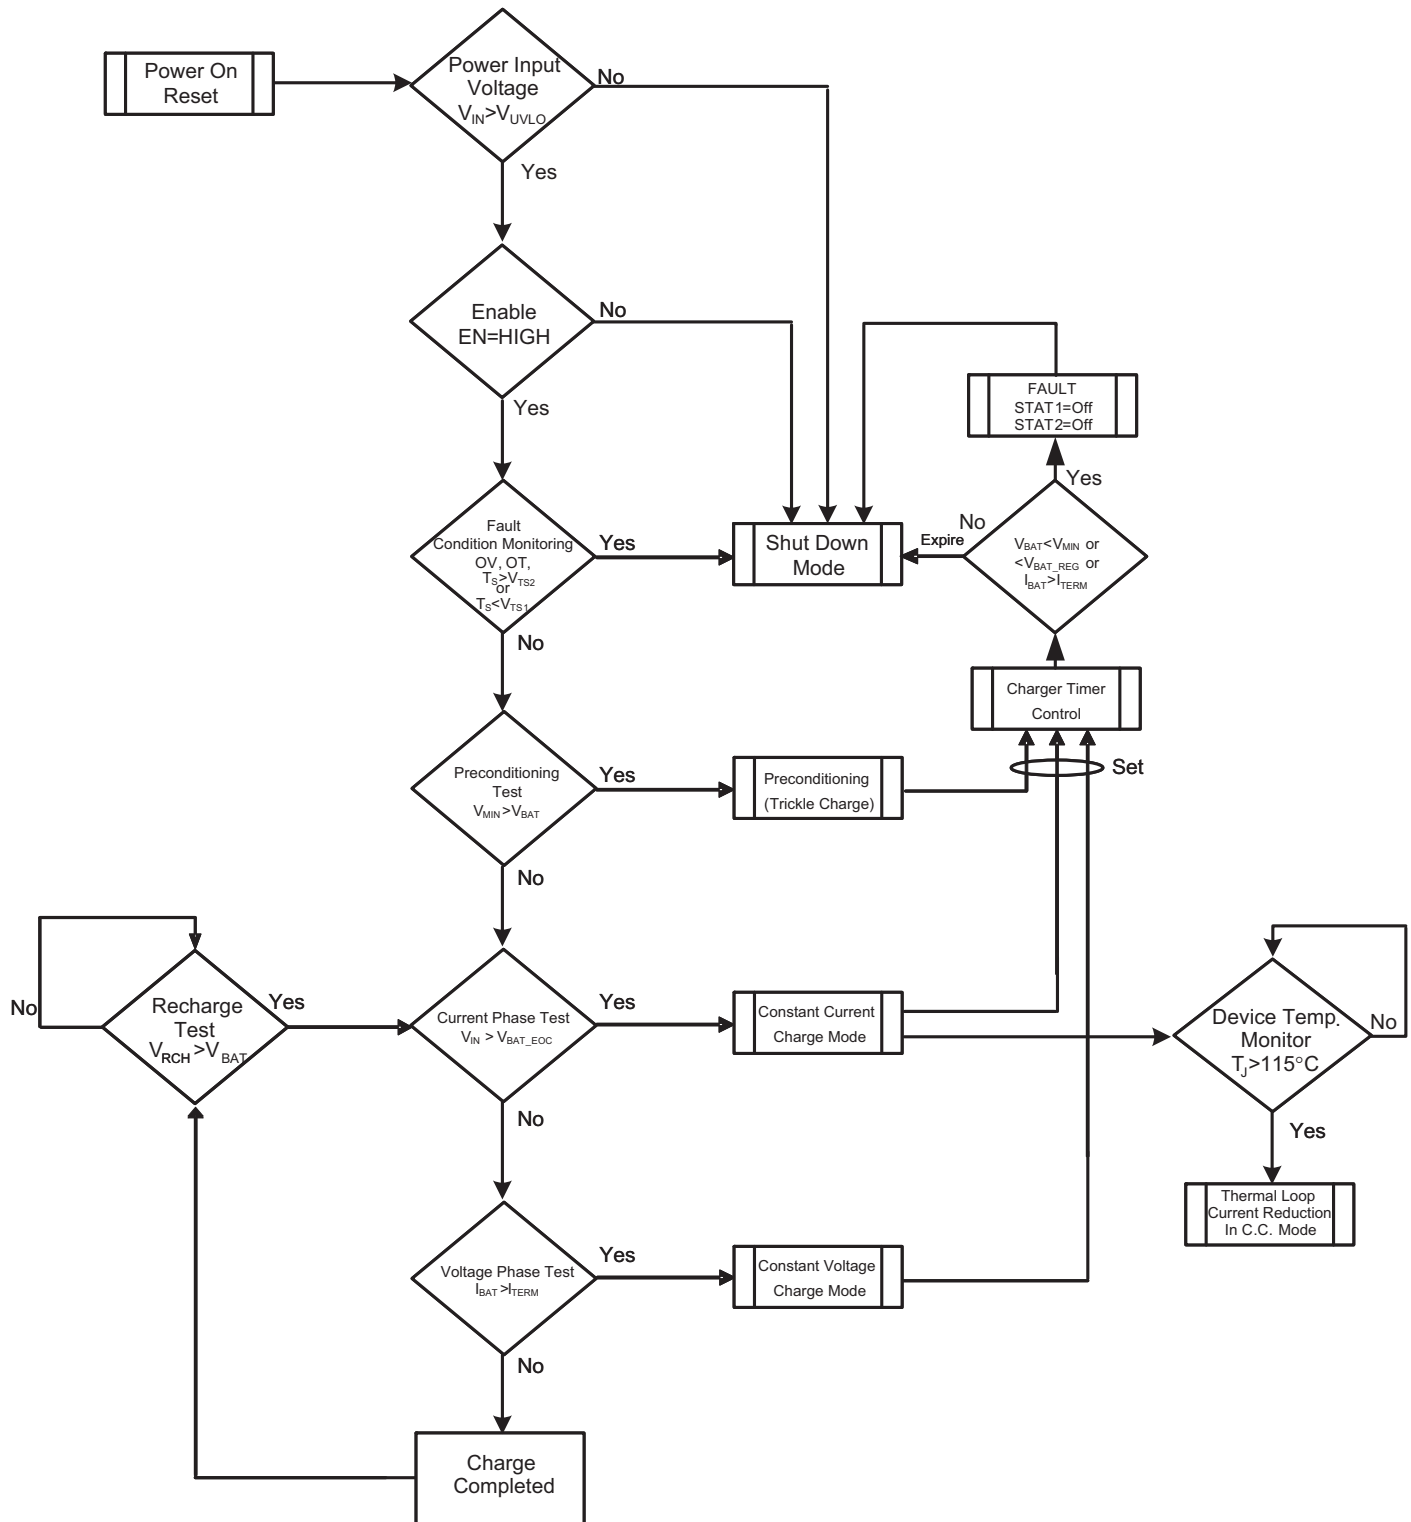 Power On
Reset
Power Input
Voltage
VIN>VUVLO
No
Yes
Enable
EN=HIGH
No
Yes
FAULT
STAT1=Off
STAT2=Off
Yes
Fault
Condition Monitoring
OV, OT,
TS>VTS2
or
TS<VTS1
Yes
No
Shut Down
Mode
Expire
No
VBAT<VMIN or
<VBAT_REG or
IBAT>ITERM
Charger Timer
Control
Set
Preconditioning
Test
VMIN>VBAT
Yes
No
Preconditioning
(Trickle Charge)
No
Recharge
Test
VRCH>VBAT
Yes
Current Phase Test
VIN > VBAT_EOC
Yes
No
Constant Current
Charge Mode
Device Temp.
Monitor
TJ>115°C
No
Yes
Thermal Loop
Current Reduction
In C.C. Mode
Voltage Phase Test
IBAT>ITERM
Yes
No
Constant Voltage
Charge Mode
Charge
Completed